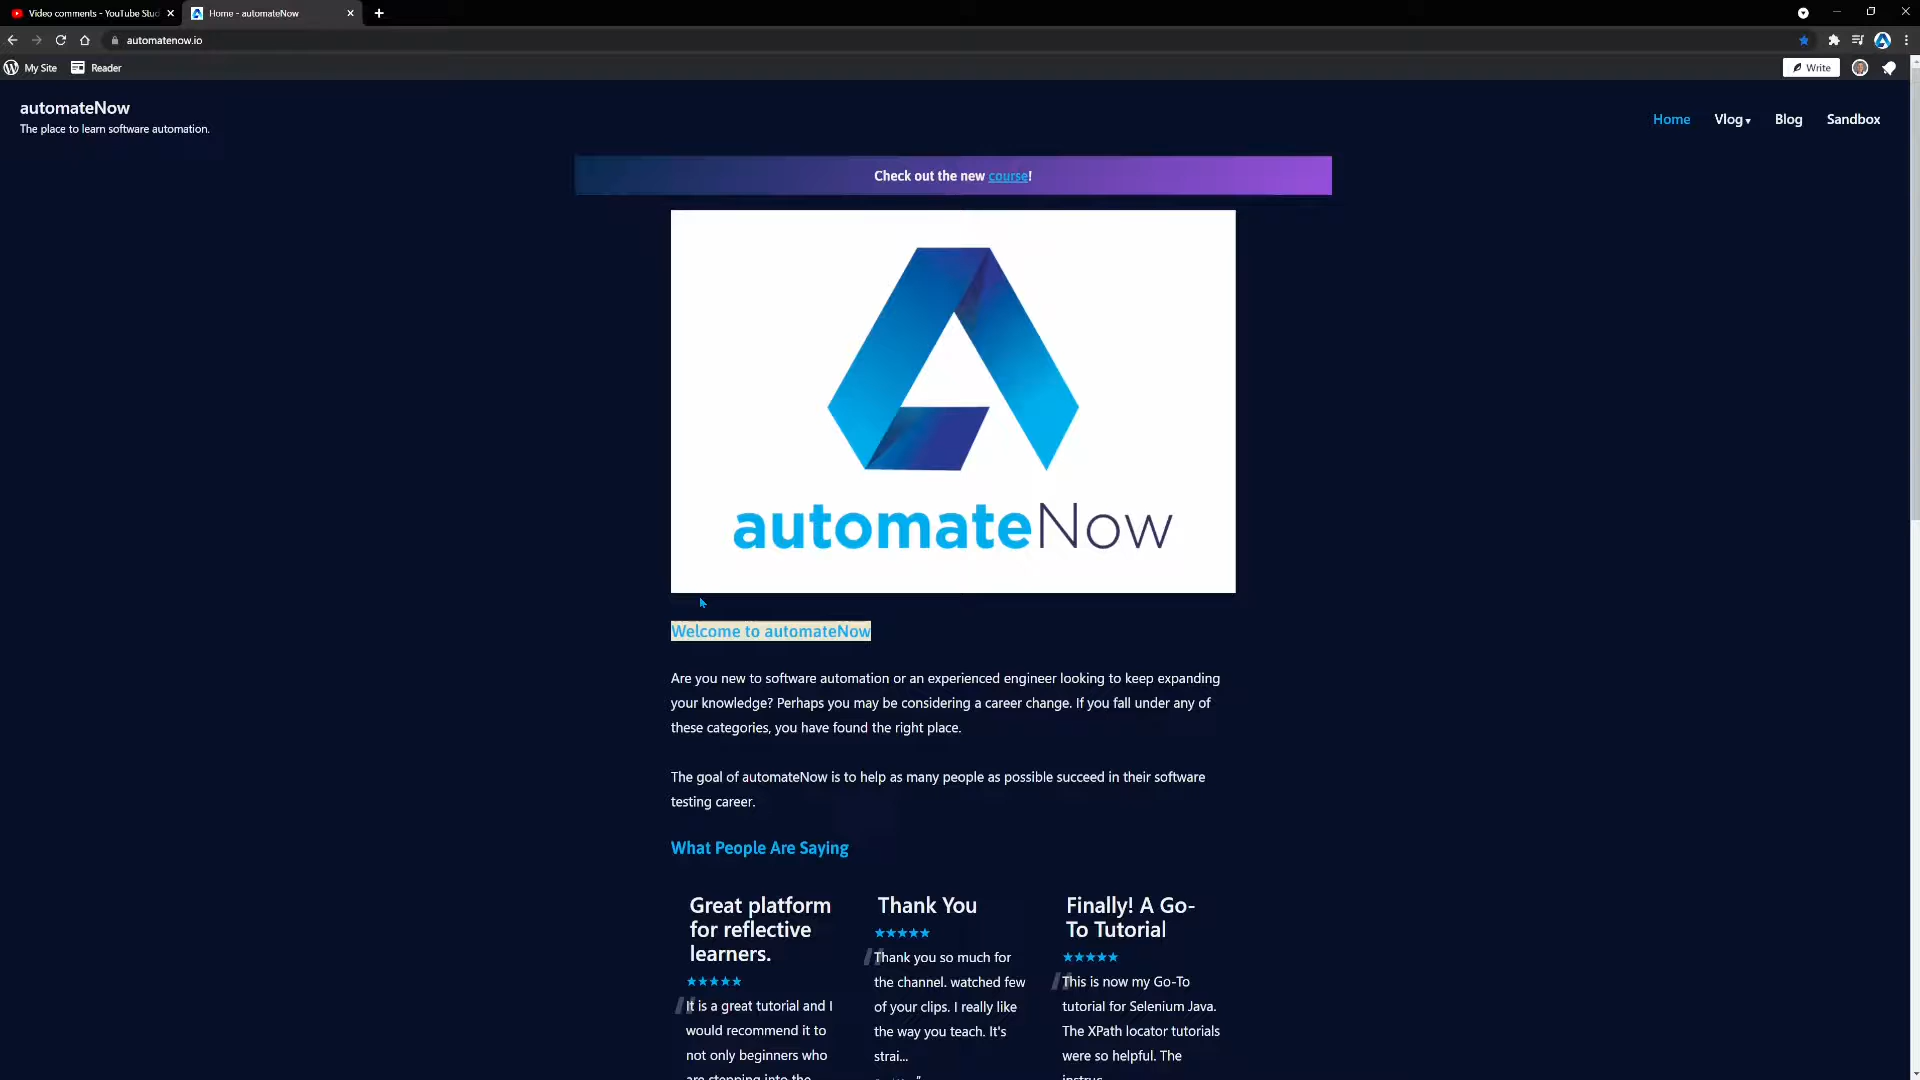 Video comments - YouTube Stud
Home - automateNow
automatenow.io
My Site
Reader
Write
automateNow
The place to learn software automation.
Home
Vlog
Blog
Sandbox
Check out the new course!
automateNow
Welcome to automateNow
Are you new to software automation or an experienced engineer looking to keep expanding
your knowledge? Perhaps you may be considering a career change. If you fall under any of
these categories, you have found the right place.
The goal of automateNow is to help as many people as possible succeed in their software
testing career.
What People Are Saying
Great platform
for reflective
learners.
★★★★★
It is a great tutorial and I
would recommend it to
not only beginners who
are stepping into the
Thank You
★★★★★
Thank you so much for
the channel. watched few
of your clips. I really like
the way you teach. It's
strai...
Finally! A Go-
To Tutorial
★★★★★
This is now my Go-To
tutorial for Selenium Java.
The XPath locator tutorials
were so helpful. The